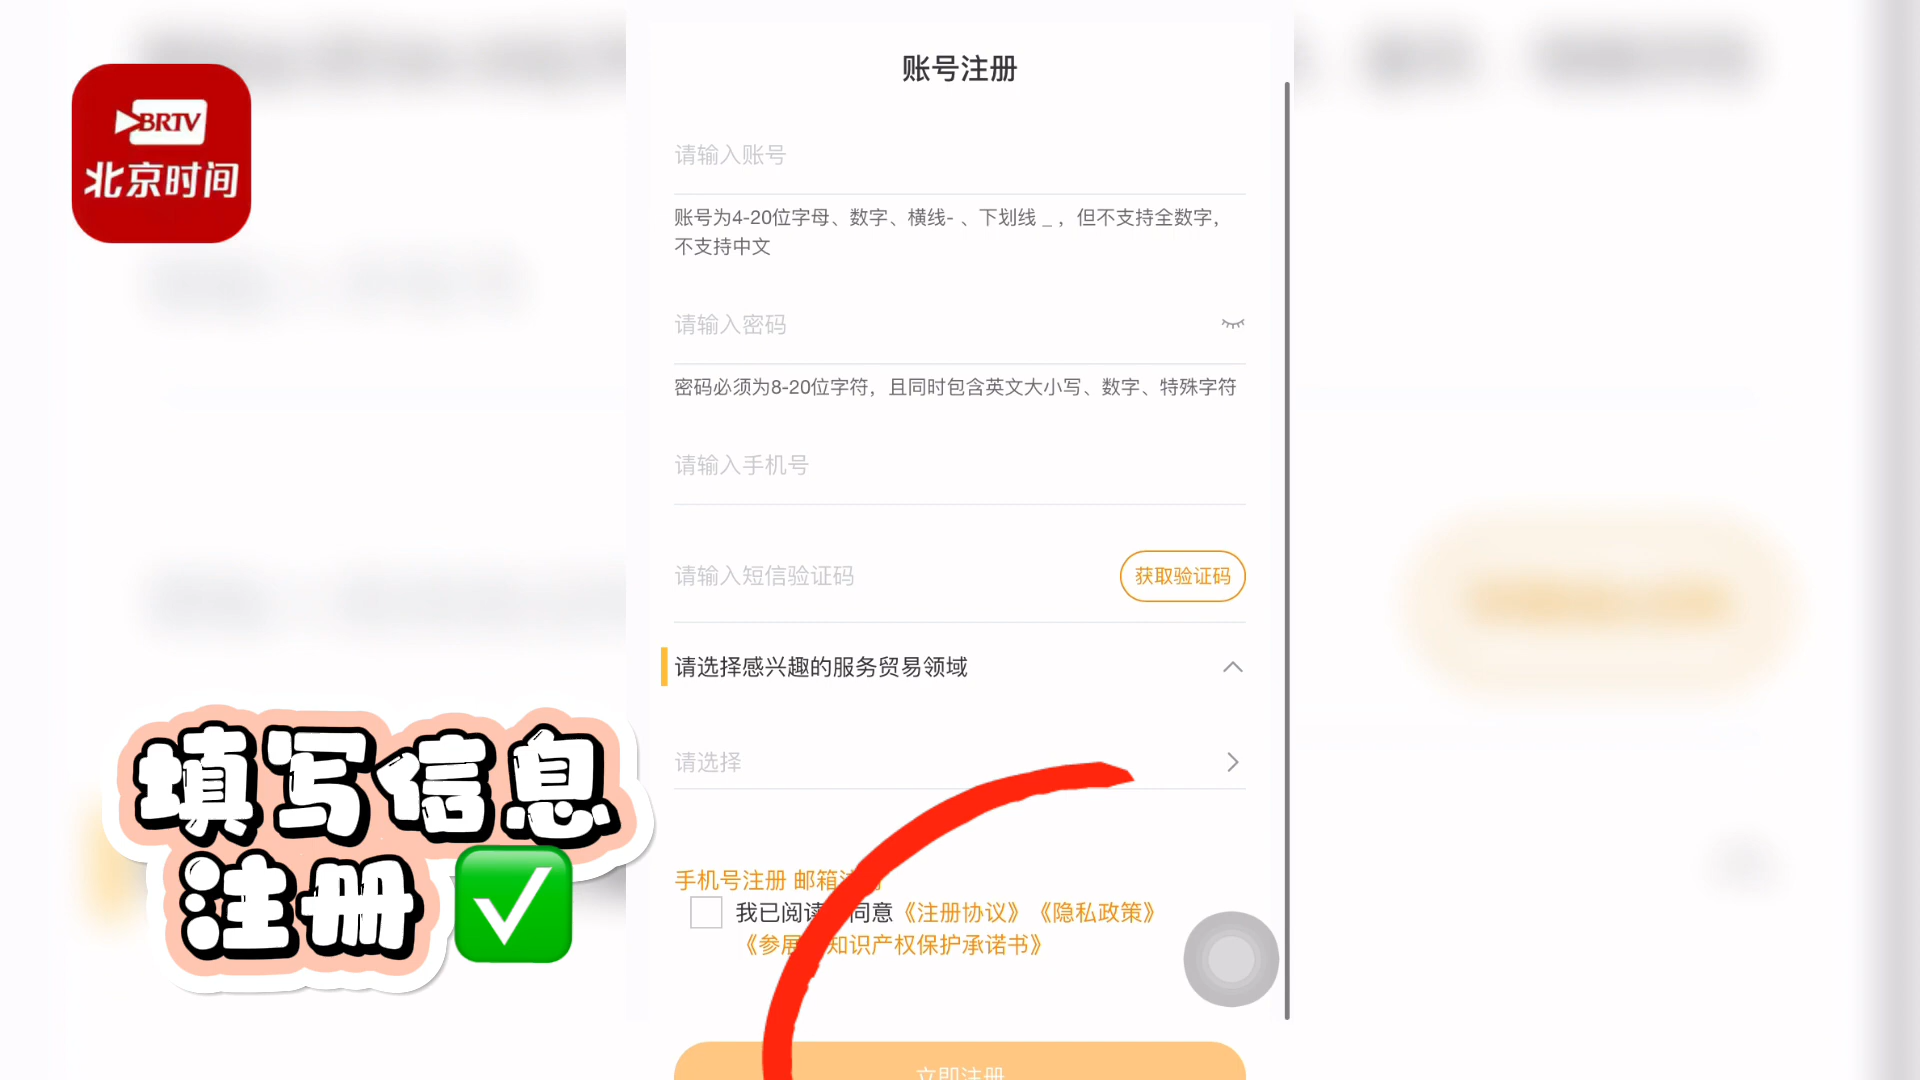 BRTV
北京时间
账号注册
请输入账号
账号为4-20位字母、数字、横线- 、下划线 _ ，但不支持全数字，
不支持中文
请输入密码
密码必须为8-20位字符，且同时包含英文大小写、数字、特殊字符
请输入手机号
请输入短信验证码
获取验证码
请选择感兴趣的服务贸易领域
请选择
手机号注册 邮箱注册
我已阅读 同意《注册协议》《隐私政策》
《参展 知识产权保护承诺书》
立即注册
填写信息
注册